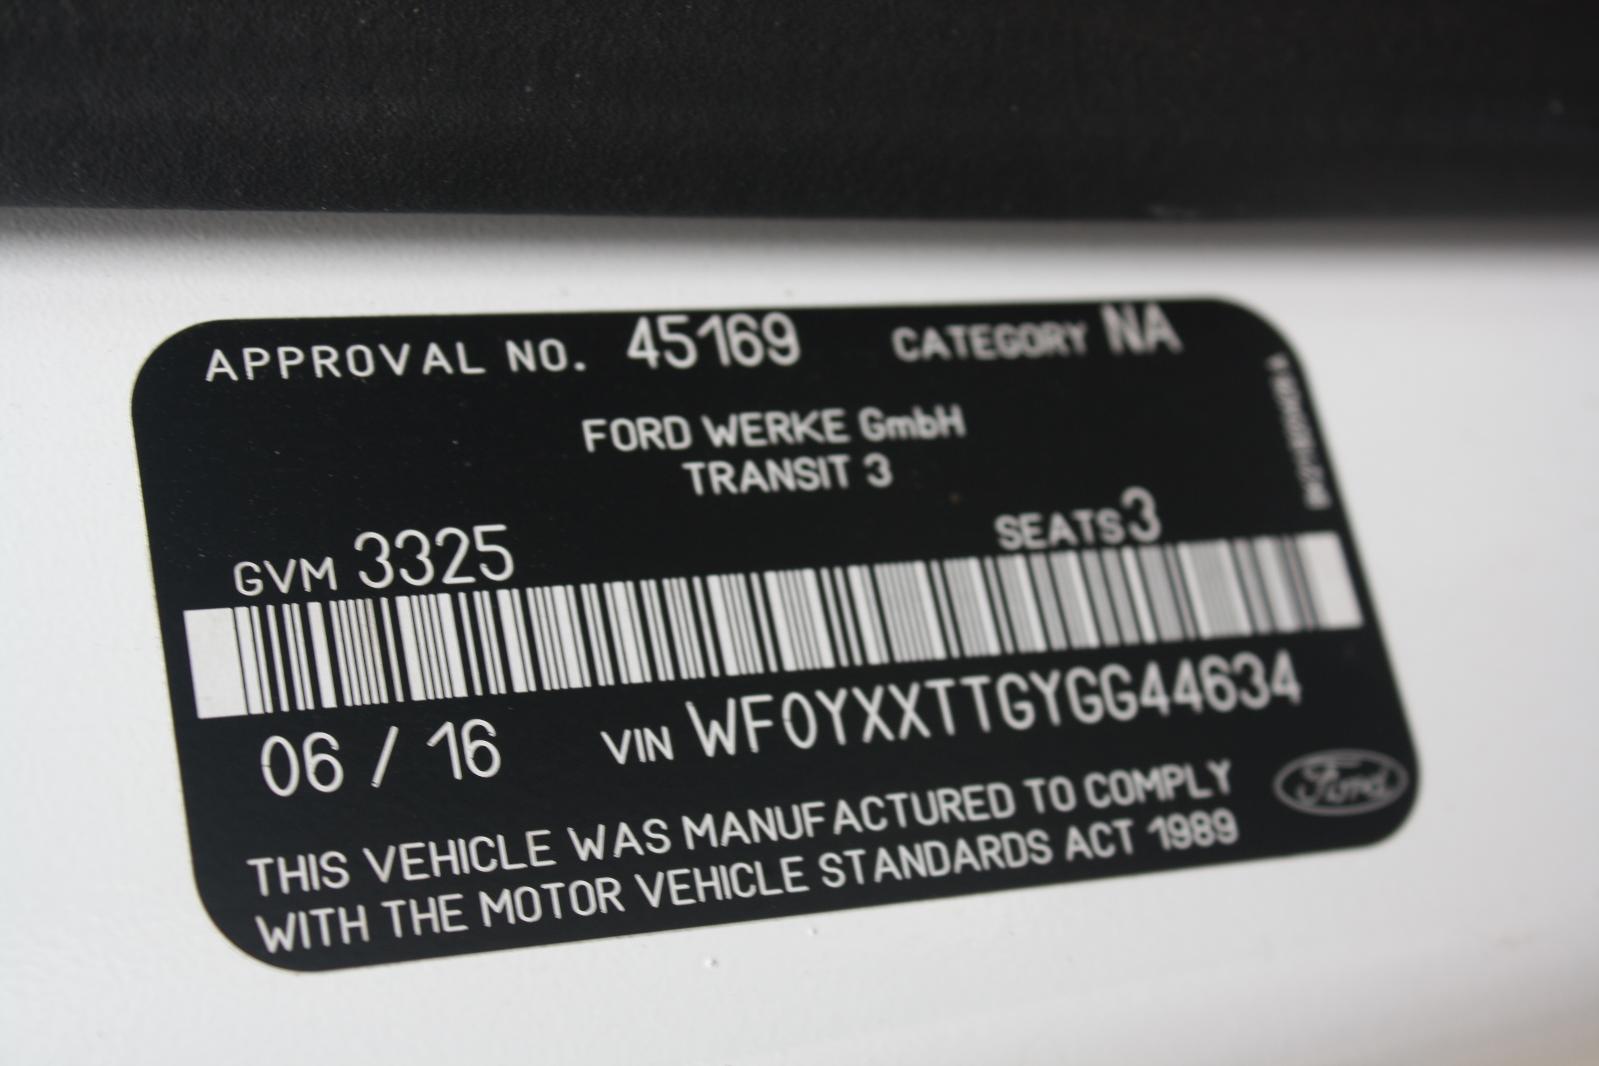 APPROVAL NO. 45169 CATEGORY NA
FORD WERKE GmbH
TRANSIT 3
GVM 3325 SEATS 3
06 / 16 VIN WF0YXXTTGYGG44634
Ford
THIS VEHICLE WAS MANUFACTURED TO COMPLY
WITH THE MOTOR VEHICLE STANDARDS ACT 1989